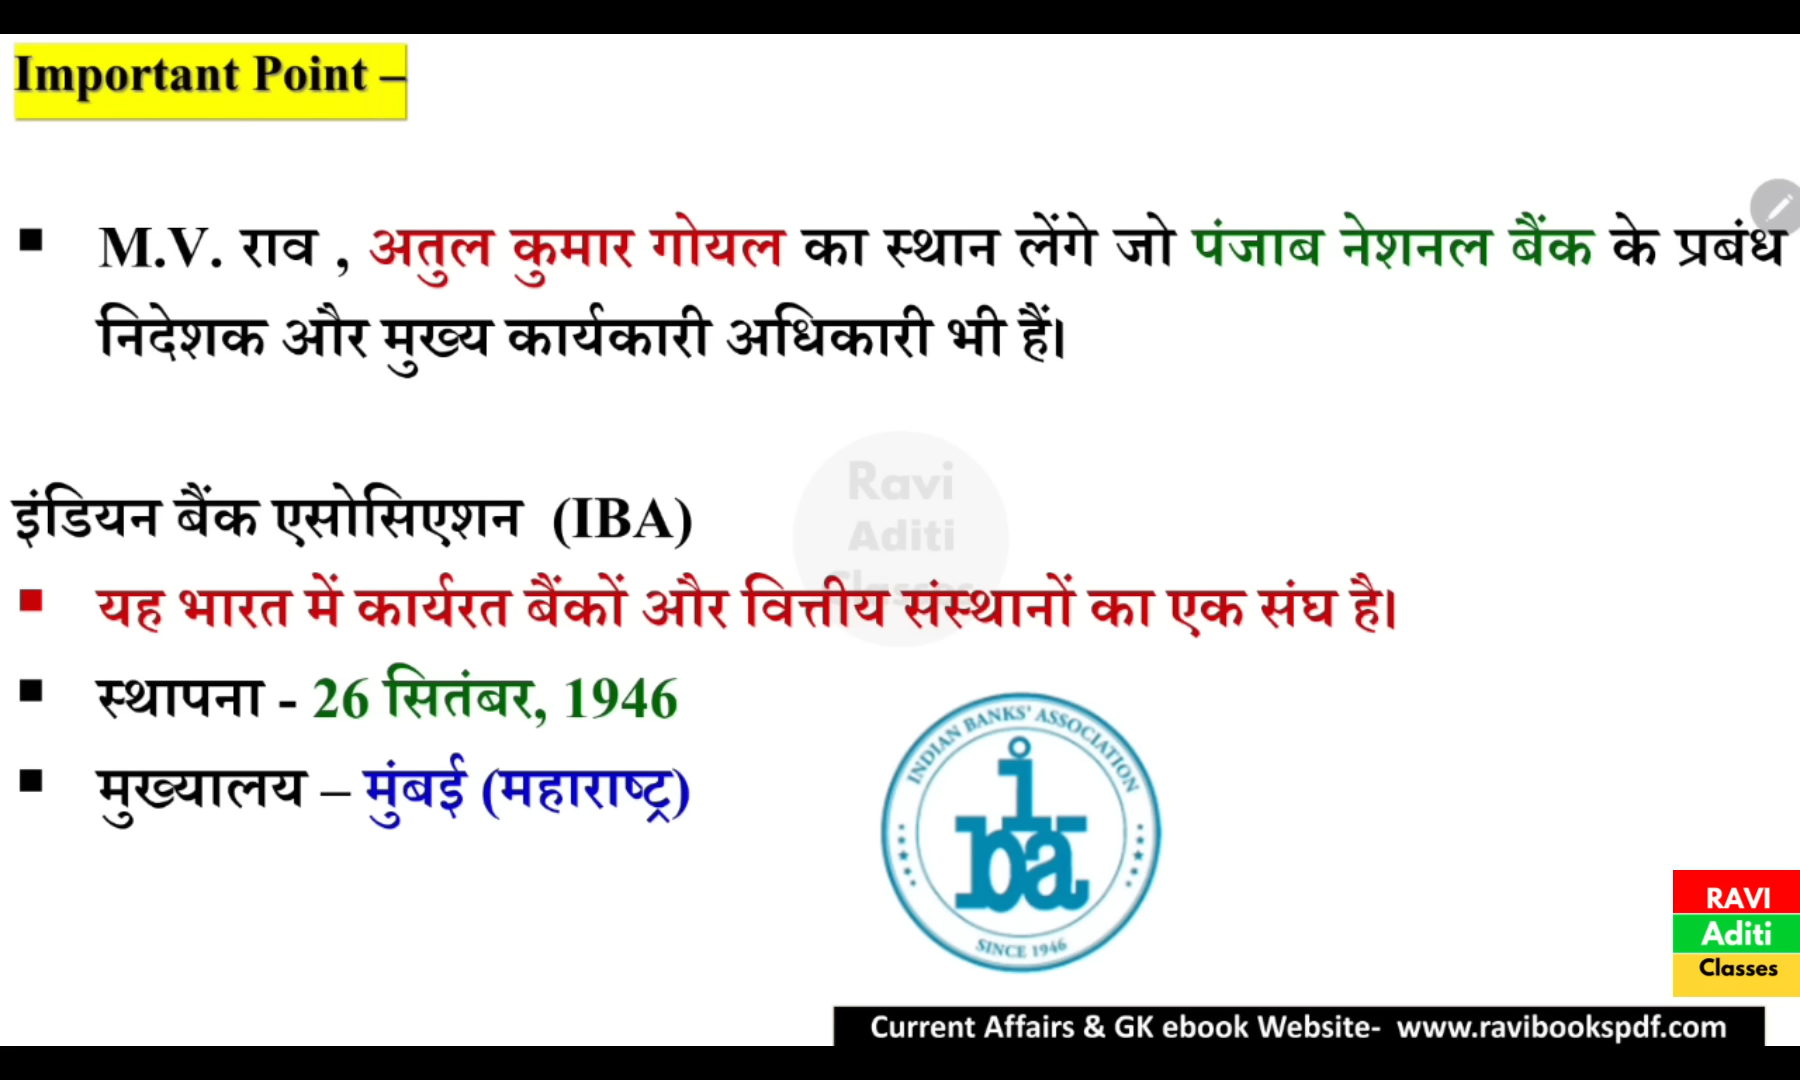 Important Point –
▪ M.V. राव , अतुल कुमार गोयल का स्थान लेंगे जो पंजाब नेशनल बैंक के प्रबंध
निदेशक और मुख्य कार्यकारी अधिकारी भी हैं।
Ravi
Aditi
Classes
इंडियन बैंक एसोसिएशन (IBA)
▪ यह भारत में कार्यरत बैंकों और वित्तीय संस्थानों का एक संघ है।
▪ स्थापना - 26 सितंबर, 1946
▪ मुख्यालय – मुंबई (महाराष्ट्र)
INDIAN BANKS' ASSOCIATION
iba
SINCE 1946
RAVI
Aditi
Classes
Current Affairs & GK ebook Website- www.ravibookspdf.com